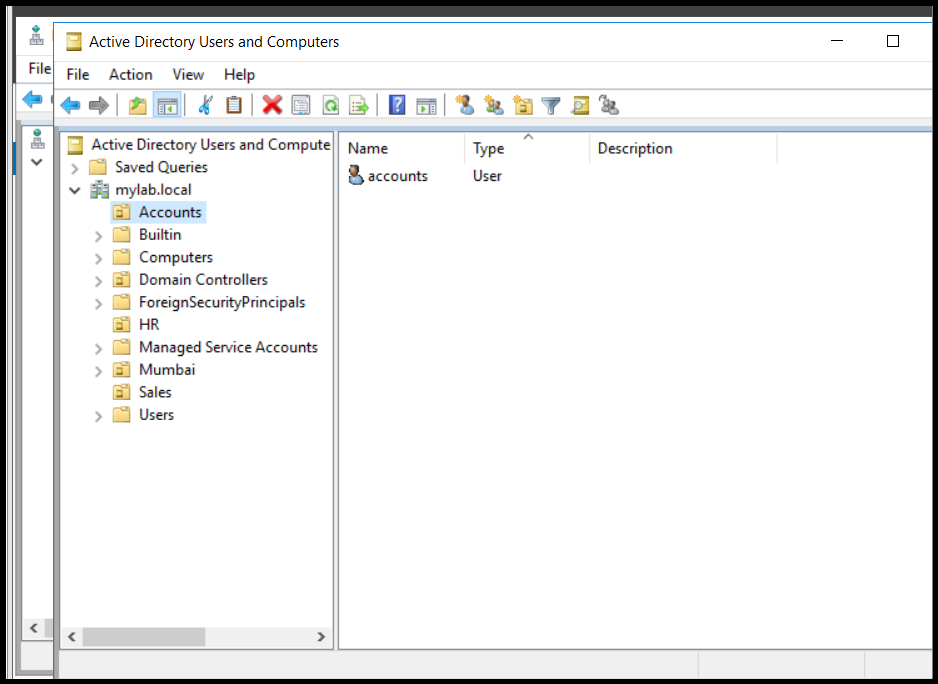 Active Directory Users and Computers
File
File Action View Help
Active Directory Users and Compute
Saved Queries
mylab.local
Accounts
Builtin
Computers
Domain Controllers
ForeignSecurityPrincipals
HR
Managed Service Accounts
Mumbai
Sales
Users
Name Type Description
accounts User